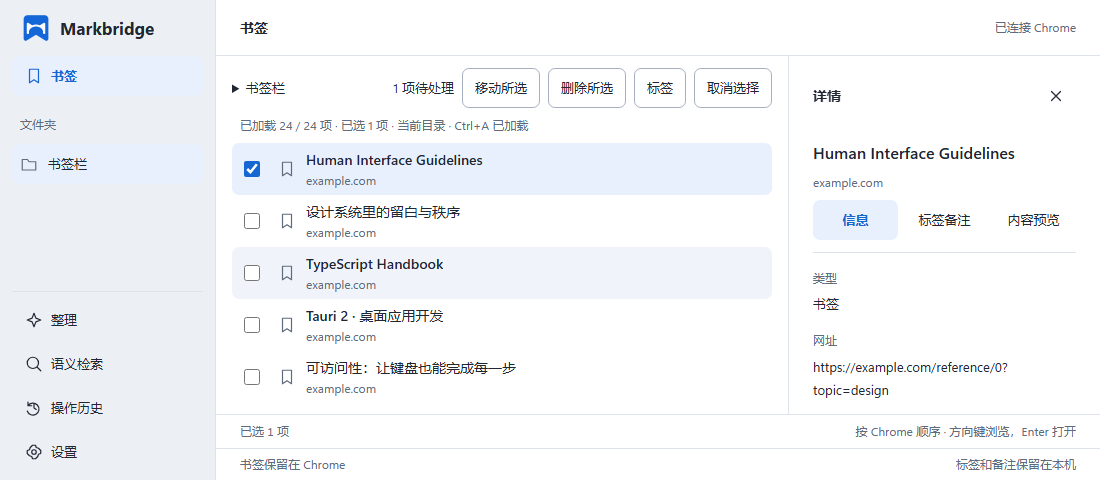 Markbridge
书签
文件夹
书签栏
整理
语义检索
操作历史
设置
书签
已连接 Chrome
书签栏
1 项待处理
移动所选
删除所选
标签
取消选择
已加载 24 / 24 项 · 已选 1 项 · 当前目录 · Ctrl+A 已加载
Human Interface Guidelines
example.com
设计系统里的留白与秩序
example.com
TypeScript Handbook
example.com
Tauri 2 · 桌面应用开发
example.com
可访问性：让键盘也能完成每一步
example.com
详情
Human Interface Guidelines
example.com
信息
标签备注
内容预览
类型
书签
网址
https://example.com/reference/0?
topic=design
已选 1 项
按 Chrome 顺序 · 方向键浏览，Enter 打开
书签保留在 Chrome
标签和备注保留在本机